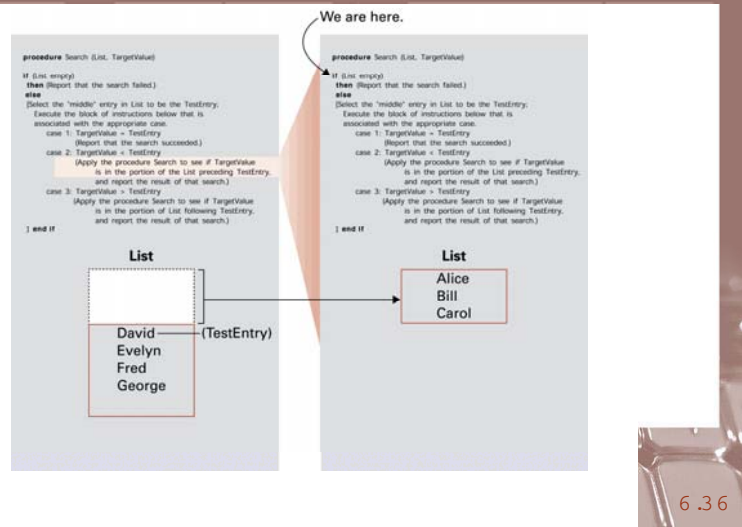 We are here.
procedure Search (List, TargetValue)
if (List empty)
then (Report that the search failed.)
else
[Select the "middle" entry in List to be the TestEntry;
Execute the block of instructions below that is
associated with the appropriate case.
case 1: TargetValue = TestEntry
(Report that the search succeeded.)
case 2: TargetValue < TestEntry
(Apply the procedure Search to see if TargetValue
is in the portion of the List preceding TestEntry,
and report the result of that search.)
case 3: TargetValue > TestEntry
(Apply the procedure Search to see if TargetValue
is in the portion of List following TestEntry,
and report the result of that search.)
] end if
List
David (TestEntry)
Evelyn
Fred
George
procedure Search (List, TargetValue)
if (List empty)
then (Report that the search failed.)
else
[Select the "middle" entry in List to be the TestEntry;
Execute the block of instructions below that is
associated with the appropriate case.
case 1: TargetValue = TestEntry
(Report that the search succeeded.)
case 2: TargetValue < TestEntry
(Apply the procedure Search to see if TargetValue
is in the portion of the List preceding TestEntry,
and report the result of that search.)
case 3: TargetValue > TestEntry
(Apply the procedure Search to see if TargetValue
is in the portion of List following TestEntry,
and report the result of that search.)
] end if
List
Alice
Bill
Carol
6.36